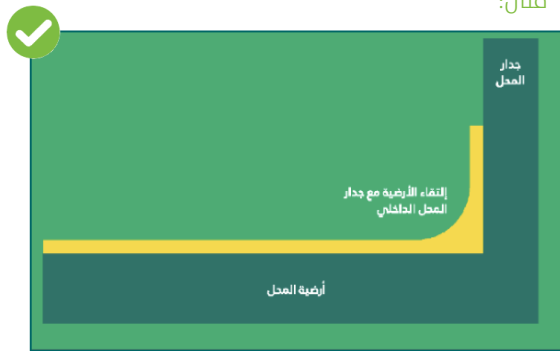 مثال:
جدار
المحل
إلتقاء الأرضية مع جدار
المحل الداخلي
أرضية المحل